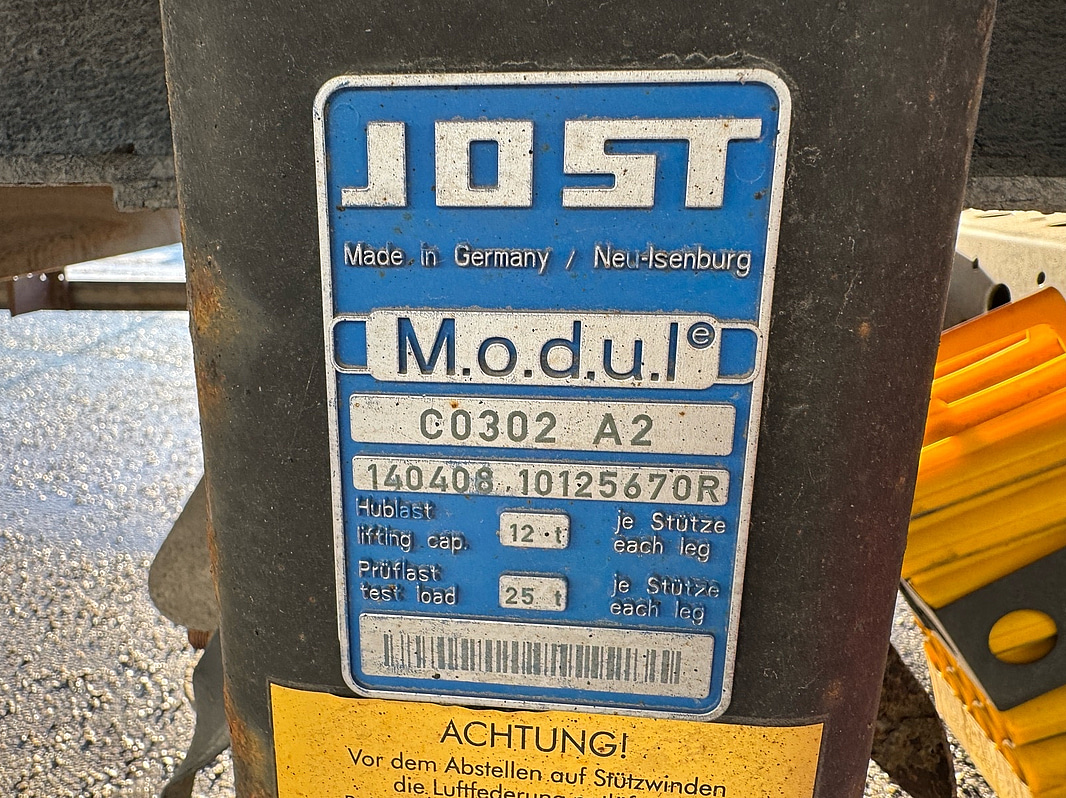 JOST
Made in Germany / Neu-Isenburg
M.o.d.u.l e
C0302 A2
140408 10125670R
Hublast
lifting cap. 12 t je Stütze
each leg
Prüflast
test load 25 t je Stütze
each leg
ACHTUNG!
Vor dem Abstellen auf Stützwinden
die Luftfederung